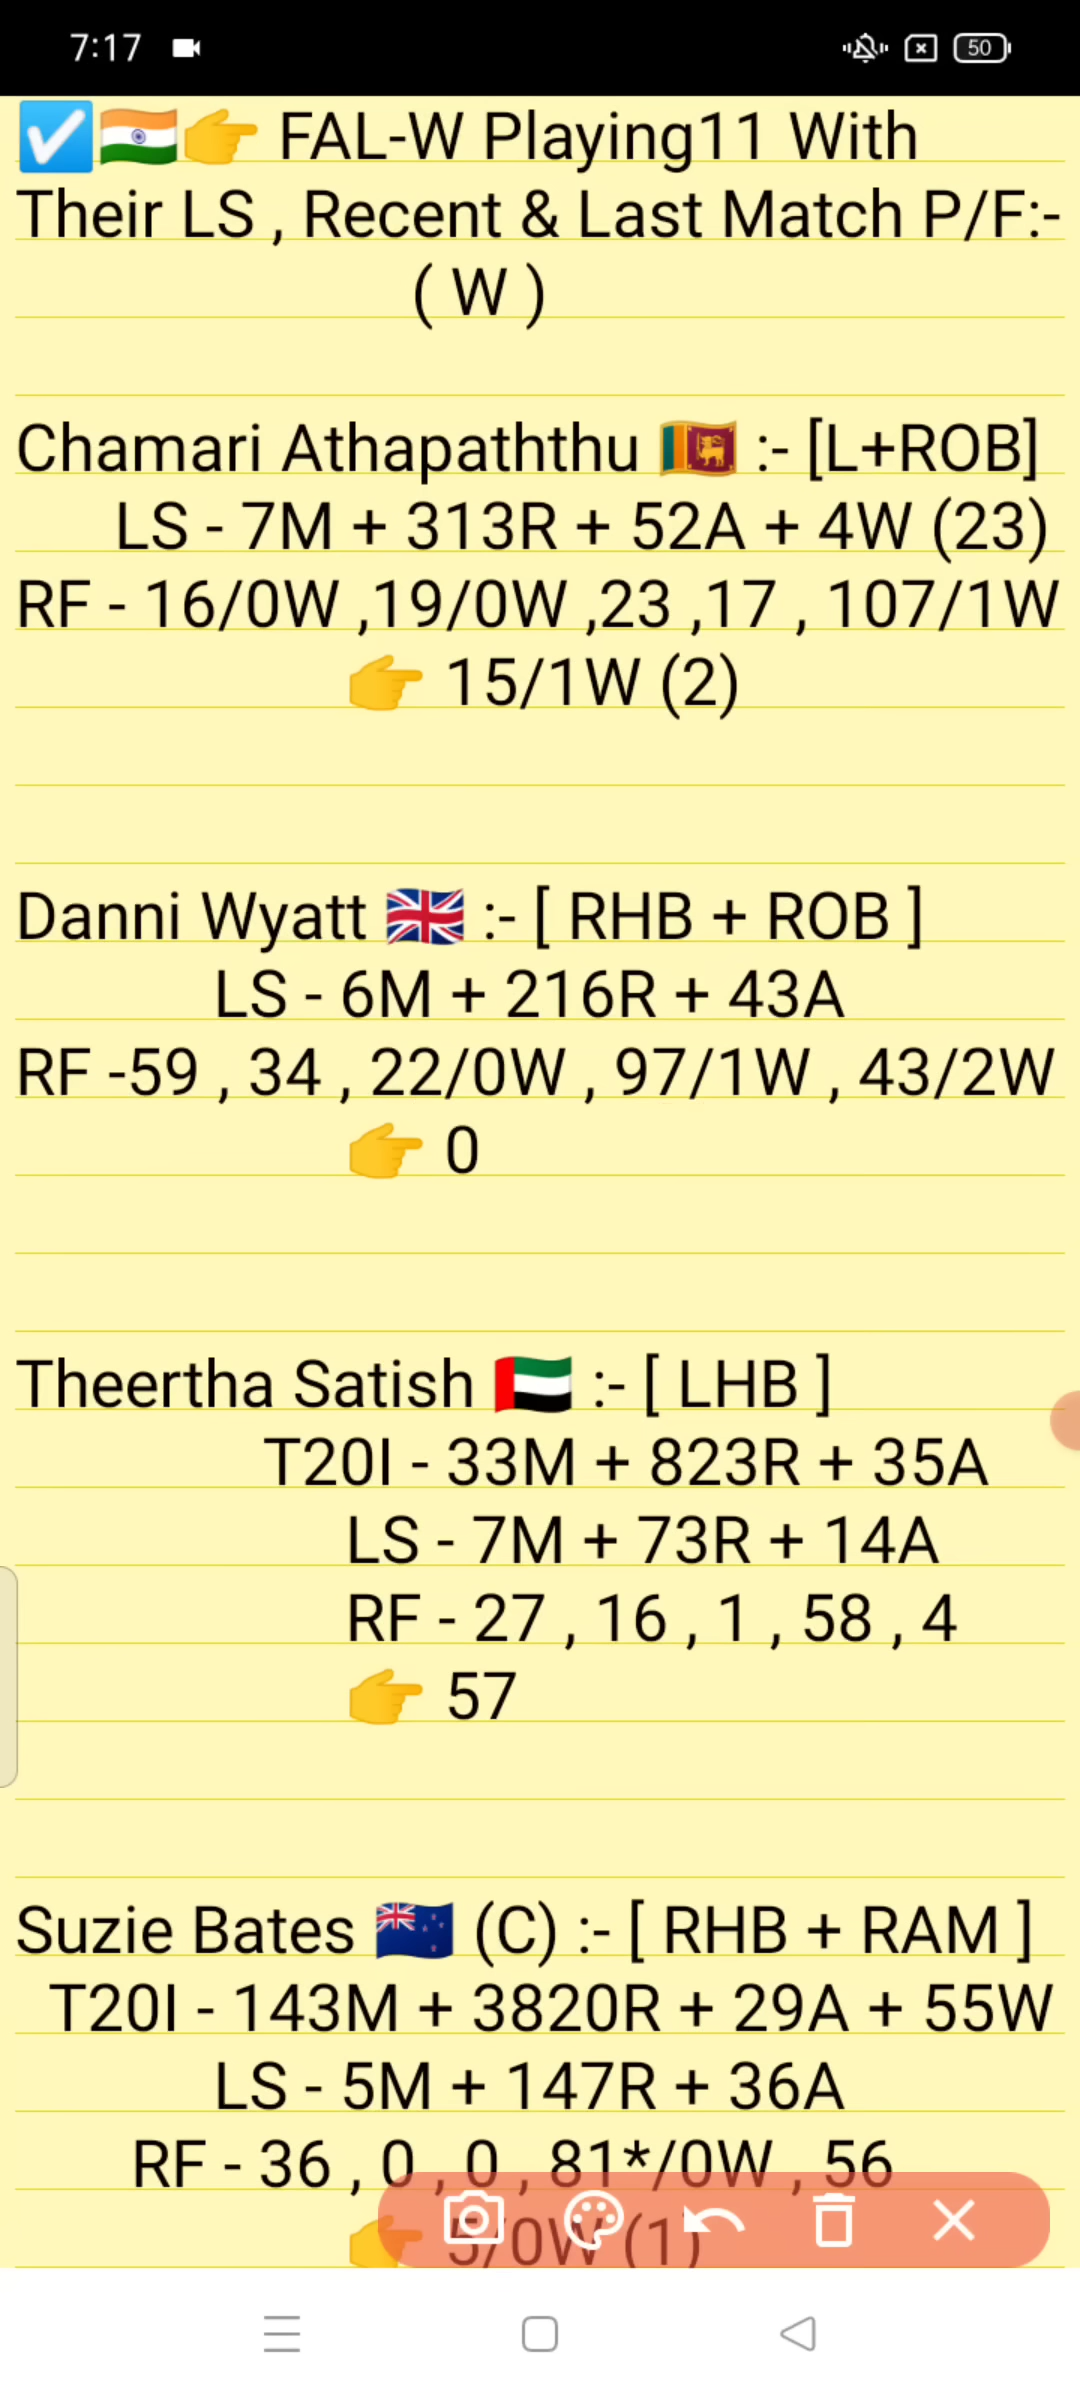 7:17
50
✅🇮🇳👉 FAL-W Playing11 With
Their LS , Recent & Last Match P/F:-
( W )
Chamari Athapaththu 🇱🇰 :- [L+ROB]
LS - 7M + 313R + 52A + 4W (23)
RF - 16/0W ,19/0W ,23 ,17 , 107/1W
👉 15/1W (2)
Danni Wyatt 🇬🇧 :- [ RHB + ROB ]
LS - 6M + 216R + 43A
RF -59 , 34 , 22/0W , 97/1W , 43/2W
👉 0
Theertha Satish 🇦🇪 :- [ LHB ]
T20I - 33M + 823R + 35A
LS - 7M + 73R + 14A
RF - 27 , 16 , 1 , 58 , 4
👉 57
Suzie Bates 🇳🇿 (C) :- [ RHB + RAM ]
T20I - 143M + 3820R + 29A + 55W
LS - 5M + 147R + 36A
RF - 36 , 0 , 0 , 81*/0W , 56
👉 5/0W (1)